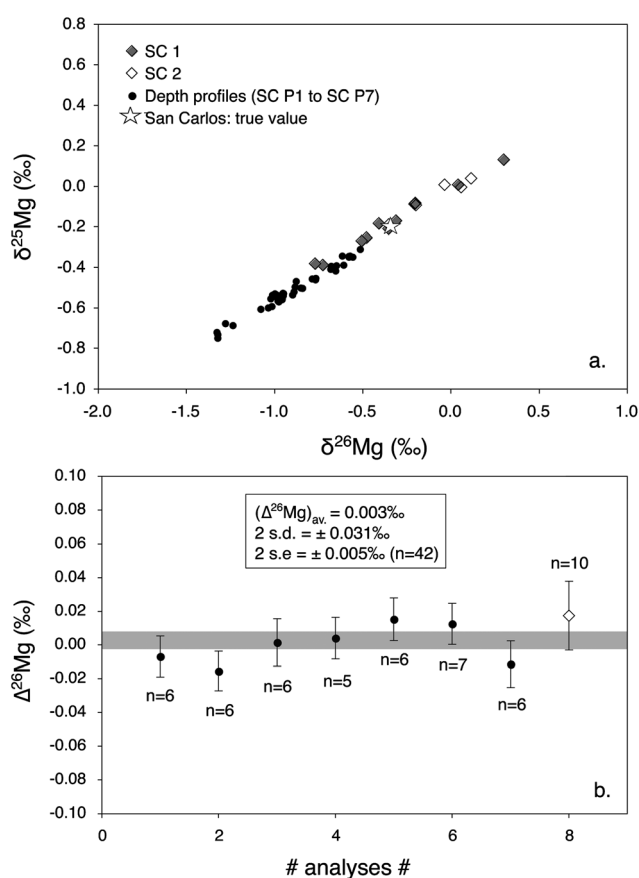 0.8
SC 1
0.6
SC 2
Depth profiles (SC P1 to SC P7)
0.4
San Carlos: true value
0.2
0.0
-0.2
-0.4
-0.6
-0.8
-1.0
δ25Mg (‰)
a.
-2.0 -1.5 -1.0 -0.5 0.0 0.5 1.0
δ26Mg (‰)
0.10
0.08
0.06
0.04
0.02
0.00
-0.02
-0.04
-0.06
-0.08
-0.10
Δ26Mg (‰)
(Δ26Mg)av. = 0.003‰
2 s.d. = ± 0.031‰
2 s.e = ± 0.005‰ (n=42)
n=10
n=6
n=6
n=6
n=5
n=6
n=7
n=6
b.
0 2 4 6 8
# analyses #